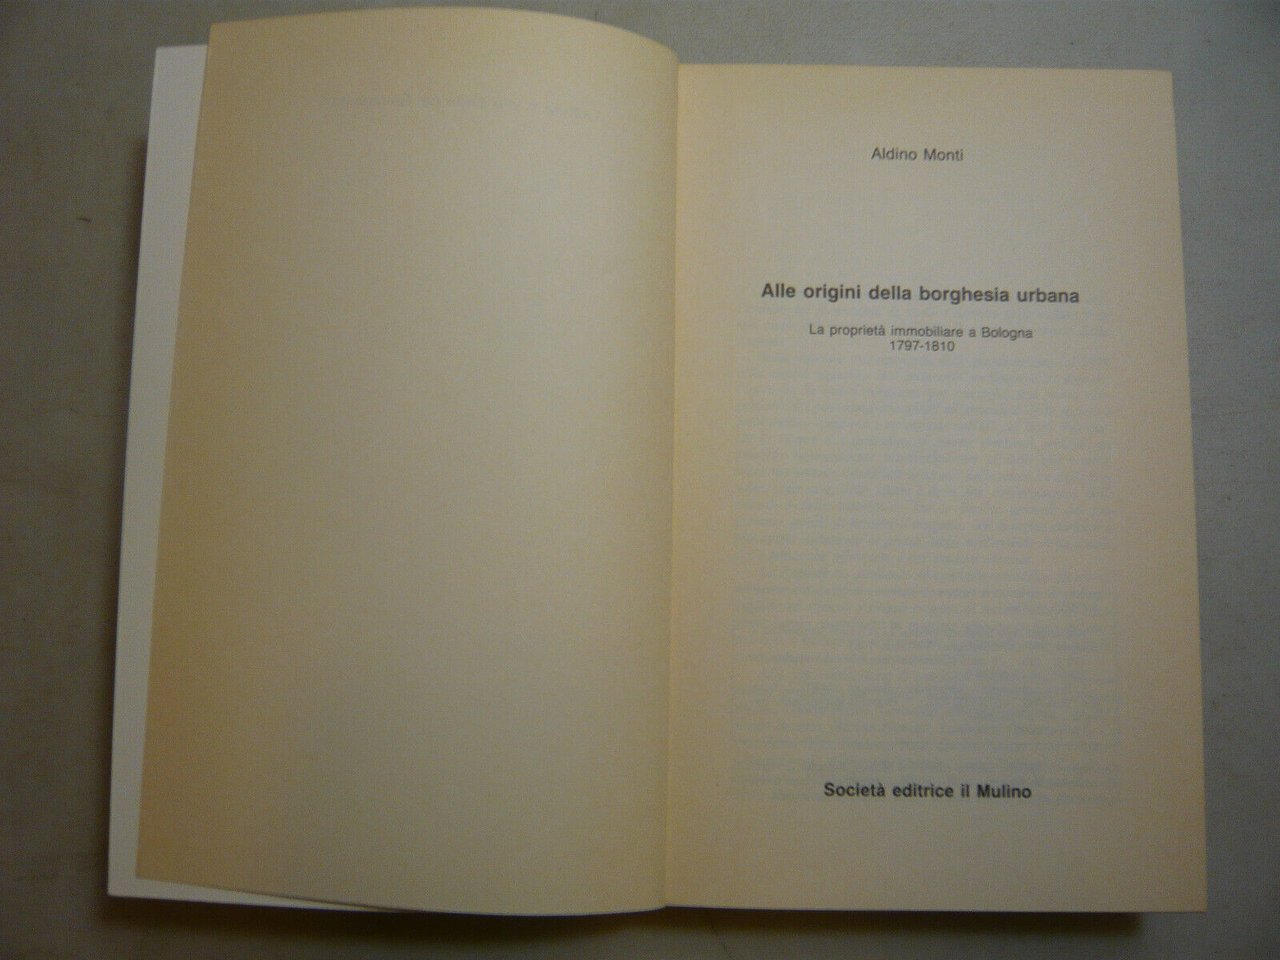 Aldino Monti
Alle origini della borghesia urbana
La proprietà immobiliare a Bologna
1797-1810
Società editrice il Mulino